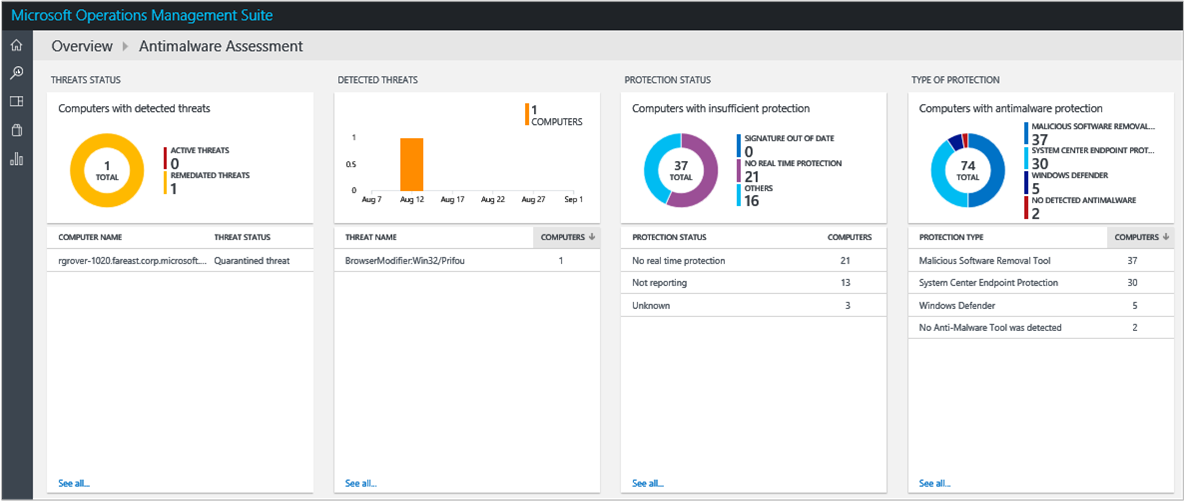 Microsoft Operations Management Suite
Overview Antimalware Assessment
THREATS STATUS
Computers with detected threats
1
TOTAL
ACTIVE THREATS
0
REMEDIATED THREATS
1
COMPUTER NAME THREAT STATUS
rgrover-1020.fareast.corp.microsoft.... Quarantined threat
See all...
DETECTED THREATS
1
COMPUTERS
1
0.5
0
Aug 7 Aug 12 Aug 17 Aug 22 Aug 27 Sep 1
THREAT NAME COMPUTERS
BrowserModifier:Win32/Prifou 1
See all...
PROTECTION STATUS
Computers with insufficient protection
37
TOTAL
SIGNATURE OUT OF DATE
0
NO REAL TIME PROTECTION
21
OTHERS
16
PROTECTION STATUS COMPUTERS
No real time protection 21
Not reporting 13
Unknown 3
See all...
TYPE OF PROTECTION
Computers with antimalware protection
74
TOTAL
MALICIOUS SOFTWARE REMOVAL...
37
SYSTEM CENTER ENDPOINT PROT...
30
WINDOWS DEFENDER
5
NO DETECTED ANTIMALWARE
2
PROTECTION TYPE COMPUTERS
Malicious Software Removal Tool 37
System Center Endpoint Protection 30
Windows Defender 5
No Anti-Malware Tool was detected 2
See all...